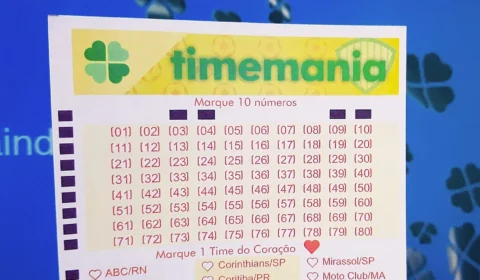 timemania
Marque 10 números
[01] [02] [03] [04] [05] [06] [07] [08] [09] [10]
[11] [12] [13] [14] [15] [16] [17] [18] [19] [20]
[21] [22] [23] [24] [25] [26] [27] [28] [29] [30]
[31] [32] [33] [34] [35] [36] [37] [38] [39] [40]
[41] [42] [43] [44] [45] [46] [47] [48] [49] [50]
[51] [52] [53] [54] [55] [56] [57] [58] [59] [60]
[61] [62] [63] [64] [65] [66] [67] [68] [69] [70]
[71] [72] [73] [74] [75] [76] [77] [78] [79] [80]
Marque 1 Time do Coração
ABC/RN Corinthians/SP Mirassol/SP
Coritiba/PR Moto Club/MA
lind